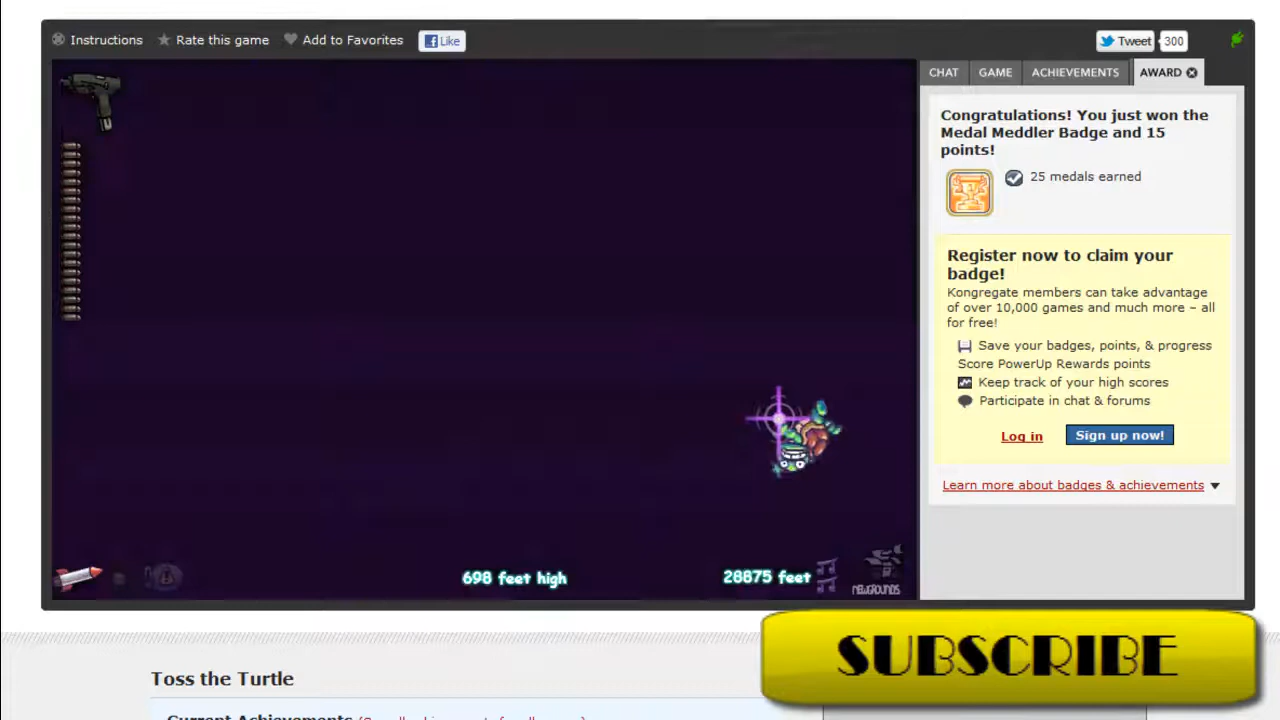 Instructions Rate this game Add to Favorites Like Tweet 300
CHAT GAME ACHIEVEMENTS AWARD
Congratulations! You just won the
Medal Meddler Badge and 15
points!
25 medals earned
Register now to claim your
badge!
Kongregate members can take advantage
of over 10,000 games and much more – all
for free!
Save your badges, points, & progress
Score PowerUp Rewards points
Keep track of your high scores
Participate in chat & forums
Log in Sign up now!
Learn more about badges & achievements
698 feet high 28875 feet
NEWGROUNDS
SUBSCRIBE
Toss the Turtle
Current Achievements